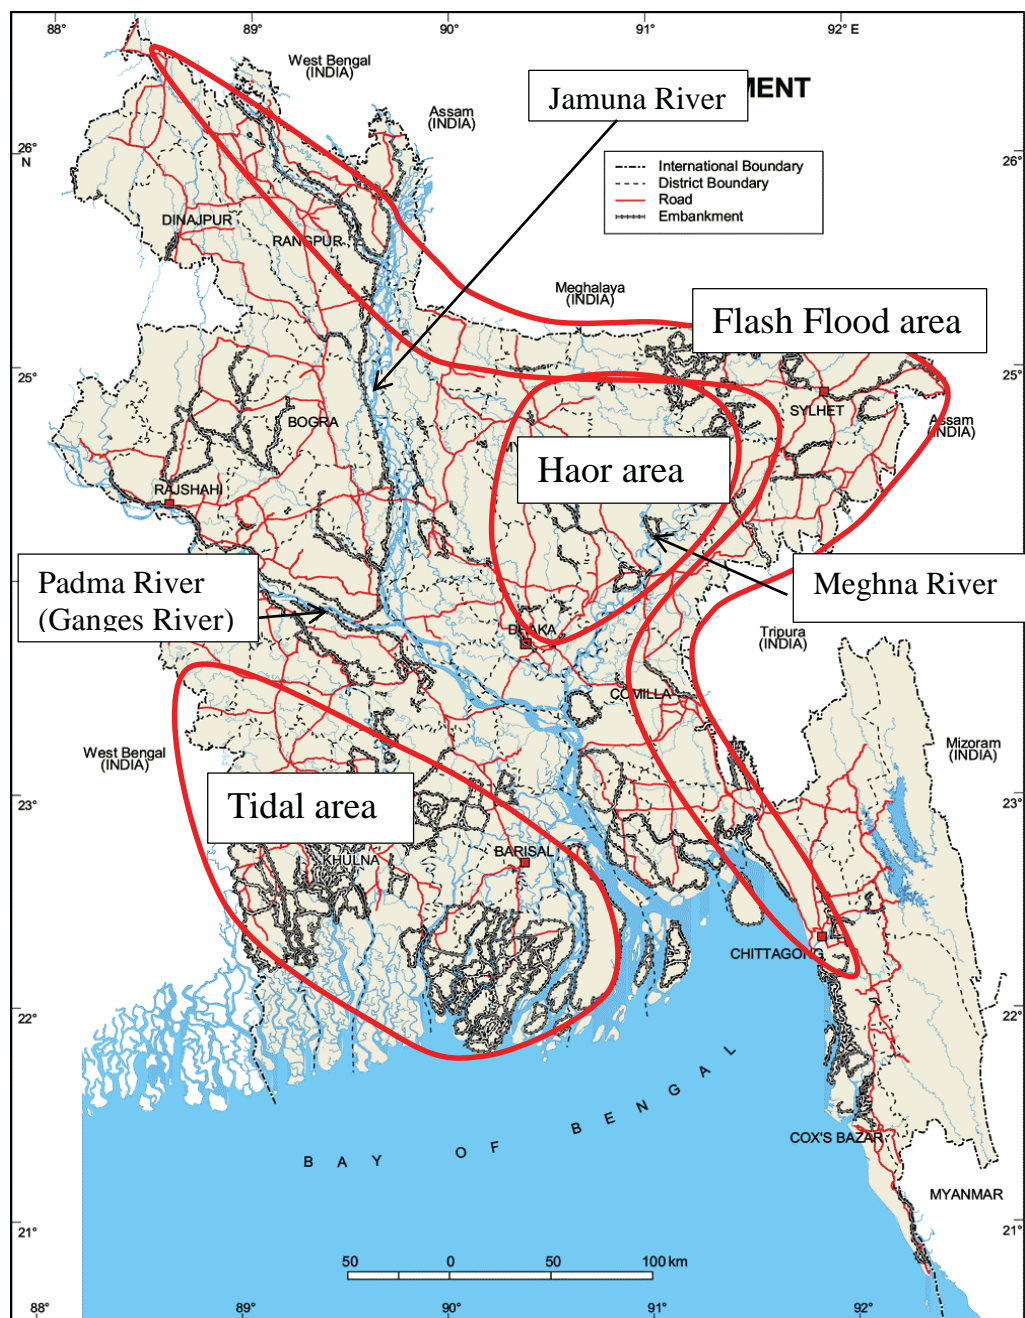 88°
89°
90°
91°
92° E
West Bengal
(INDIA)
Jamuna River
MENT
Assam
(INDIA)
26°
N
26°
International Boundary
District Boundary
Road
Embankment
DINAJPUR
RANGPUR
Meghalaya
(INDIA)
Flash Flood area
25°
25°
SYLHET
Assam
(INDIA)
BOGRA
MY
Haor area
RAJSHAHI
Padma River
(Ganges River)
Meghna River
DHAKA
Tripura
(INDIA)
COMILLA
West Bengal
(INDIA)
Mizoram
(INDIA)
23°
23°
Tidal area
KHULNA
BARISAL
CHITTAGONG
22°
22°
BAY OF BENGAL
COX'S BAZAR
MYANMAR
21°
21°
50 0 50 100 km
88°
89°
90°
91°
92°